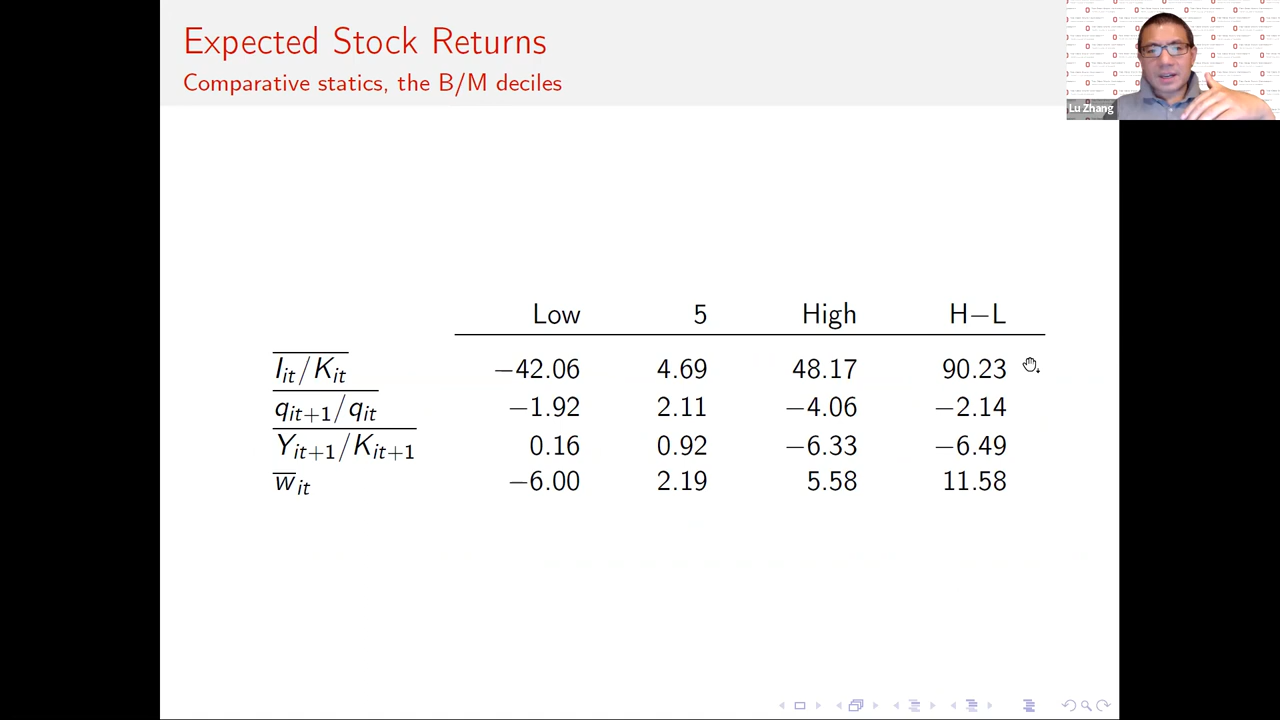 Expected Stock Returns
Comparative statics, the B/M deciles
Lu Zhang
Low 5 High H−L
I_it/K_it −42.06 4.69 48.17 90.23
q_it+1/q_it −1.92 2.11 −4.06 −2.14
Y_it+1/K_it+1 0.16 0.92 −6.33 −6.49
w_it −6.00 2.19 5.58 11.58